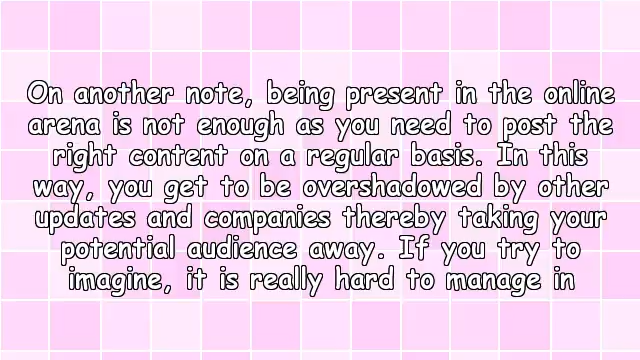 On another note, being present in the online
arena is not enough as you need to post the
right content on a regular basis. In this
way, you get to be overshadowed by other
updates and companies thereby taking your
potential audience away. If you try to
imagine, it is really hard to manage in